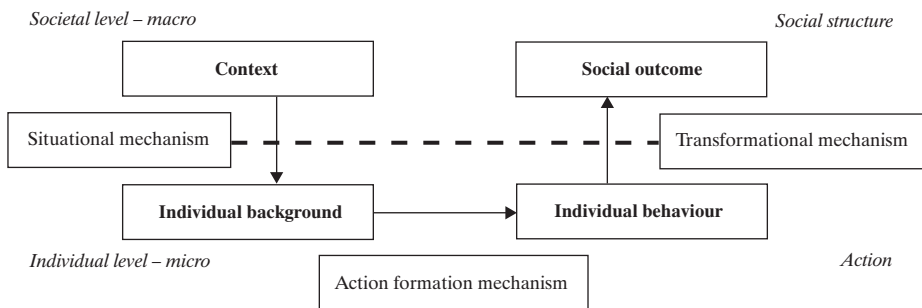 Societal level – macro
Social structure
Context
Social outcome
Situational mechanism
Transformational mechanism
Individual background
Individual behaviour
Individual level – micro
Action
Action formation mechanism